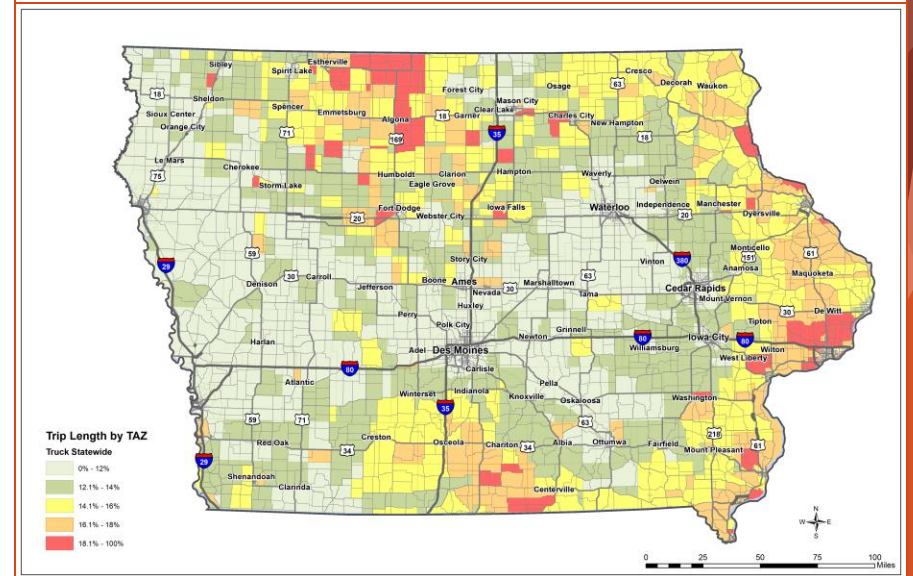 Estherville
Sibley
Spirit Lake
Cresco
Decorah
Waukon
Forest City
Osage
63
18
Sheldon
Mason City
Clear Lake
Spencer
Emmetsburg
Algona
18
Garner
Charles City
Sioux Center
Orange City
New Hampton
71
169
35
18
Le Mars
75
Cherokee
Humboldt
Clarion
Hampton
Waverly
Oelwein
Storm Lake
Eagle Grove
Fort Dodge
Iowa Falls
Waterloo
Independence
Manchester
20
Webster City
20
Dyersville
59
Story City
Monticello
151
61
29
30
Vinton
380
Anamosa
Maquoketa
Denison
Carroll
Jefferson
Boone
Ames
Nevada
30
Marshalltown
63
Tama
Cedar Rapids
Mount Vernon
Huxley
30
De Witt
Perry
Polk City
Grinnell
Tipton
Harlan
Adel
Des Moines
Newton
80
Iowa City
80
Wilton
Williamsburg
West Liberty
80
Carlisle
Atlantic
Pella
Winterset
Indianola
Knoxville
Oskaloosa
Washington
35
59
71
63
218
61
Creston
Red Oak
34
Osceola
Chariton
34
Albia
Ottumwa
Fairfield
Mount Pleasant
29
Shenandoah
Clarinda
Centerville
Trip Length by TAZ
Truck Statewide
0% - 12%
12.1% - 14%
14.1% - 16%
16.1% - 18%
18.1% - 100%
N
W E
S
0 25 50 75 100
Miles